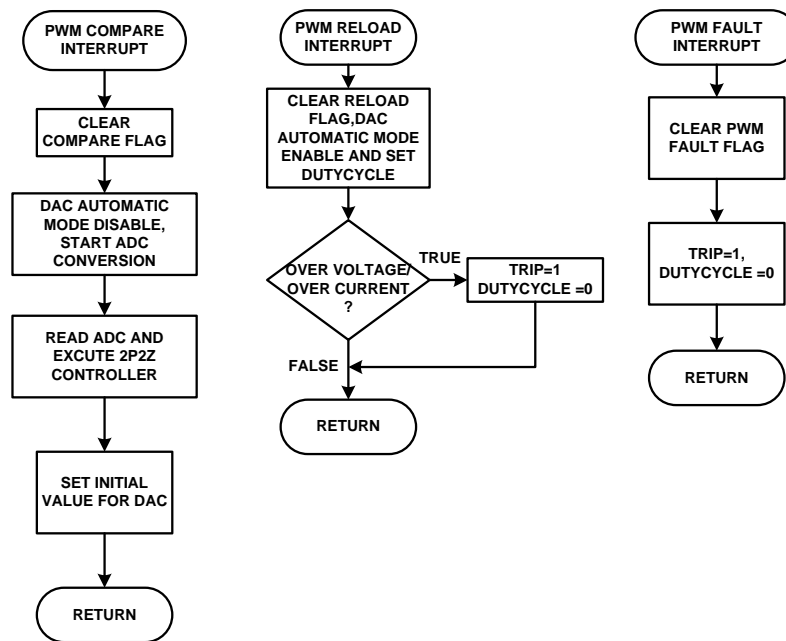 PWM COMPARE
INTERRUPT
CLEAR
COMPARE FLAG
DAC AUTOMATIC
MODE DISABLE,
START ADC
CONVERSION
READ ADC AND
EXCUTE 2P2Z
CONTROLLER
SET INITIAL
VALUE FOR DAC
RETURN
PWM RELOAD
INTERRUPT
CLEAR RELOAD
FLAG,DAC
AUTOMATIC MODE
ENABLE AND SET
DUTYCYCLE
OVER VOLTAGE/
OVER CURRENT
?
TRUE
TRIP=1
DUTYCYCLE =0
FALSE
RETURN
PWM FAULT
INTERRUPT
CLEAR PWM
FAULT FLAG
TRIP=1,
DUTYCYCLE =0
RETURN